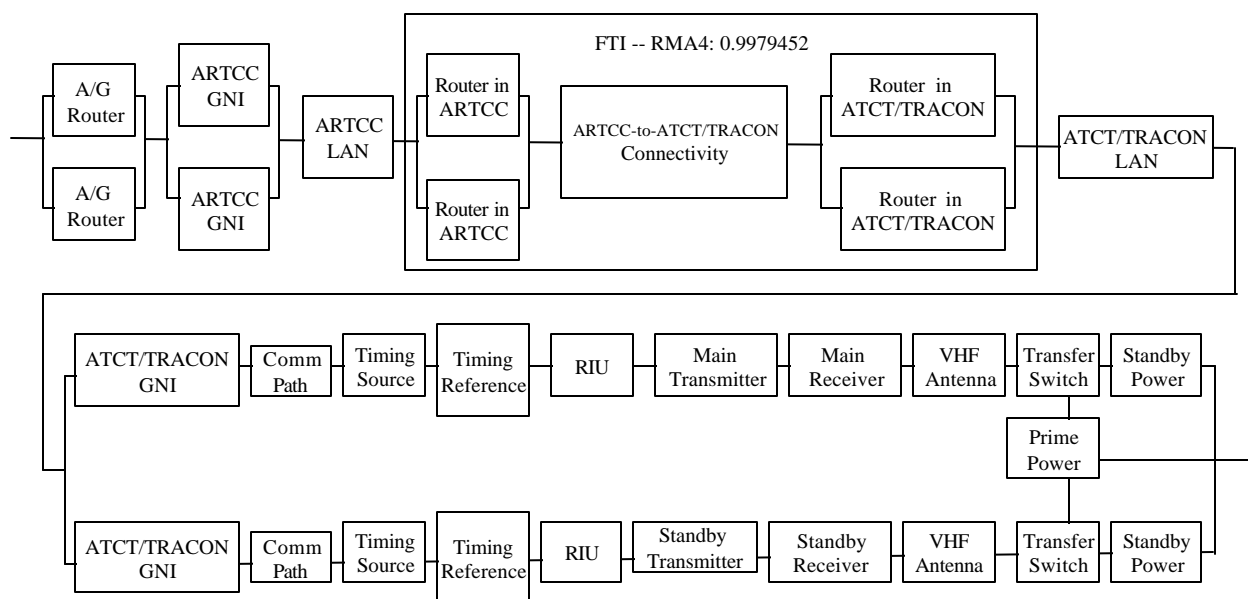 FTI -- RMA4: 0.9979452
A/G
Router
A/G
Router
ARTCC
GNI
ARTCC
GNI
ARTCC
LAN
Router in
ARTCC
Router in
ARTCC
ARTCC-to-ATCT/TRACON
Connectivity
Router in
ATCT/TRACON
Router in
ATCT/TRACON
ATCT/TRACON
LAN
ATCT/TRACON
GNI
Comm
Path
Timing
Source
Timing
Reference
RIU
Main
Transmitter
Main
Receiver
VHF
Antenna
Transfer
Switch
Standby
Power
Prime
Power
ATCT/TRACON
GNI
Comm
Path
Timing
Source
Timing
Reference
RIU
Standby
Transmitter
Standby
Receiver
VHF
Antenna
Transfer
Switch
Standby
Power